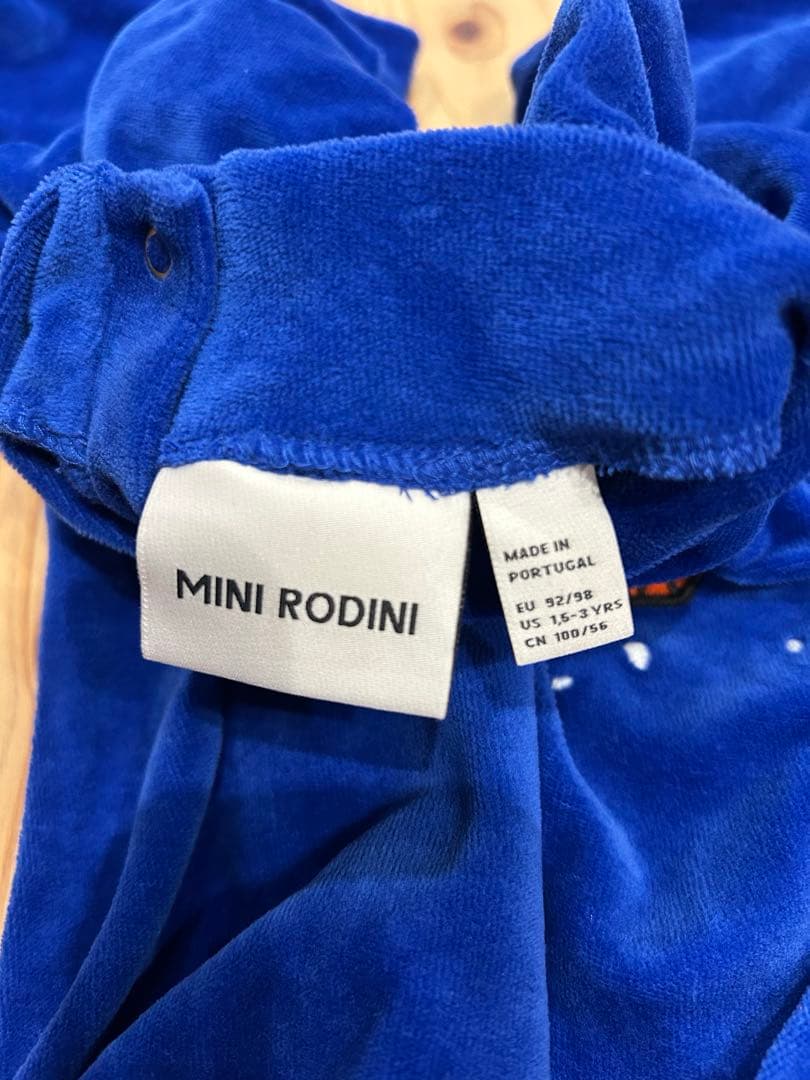 MINI RODINI
MADE IN
PORTUGAL
EU 92/98
US 1,5-3 YRS
CN 100/56